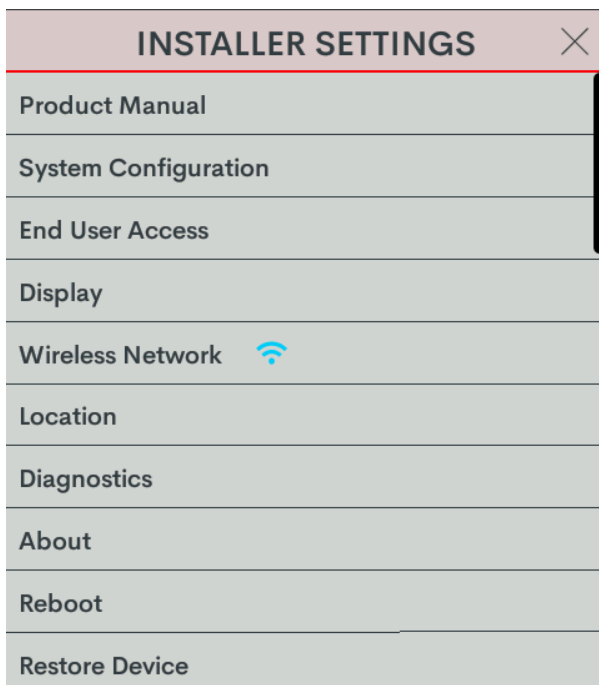 INSTALLER SETTINGS
Product Manual
System Configuration
End User Access
Display
Wireless Network
Location
Diagnostics
About
Reboot
Restore Device